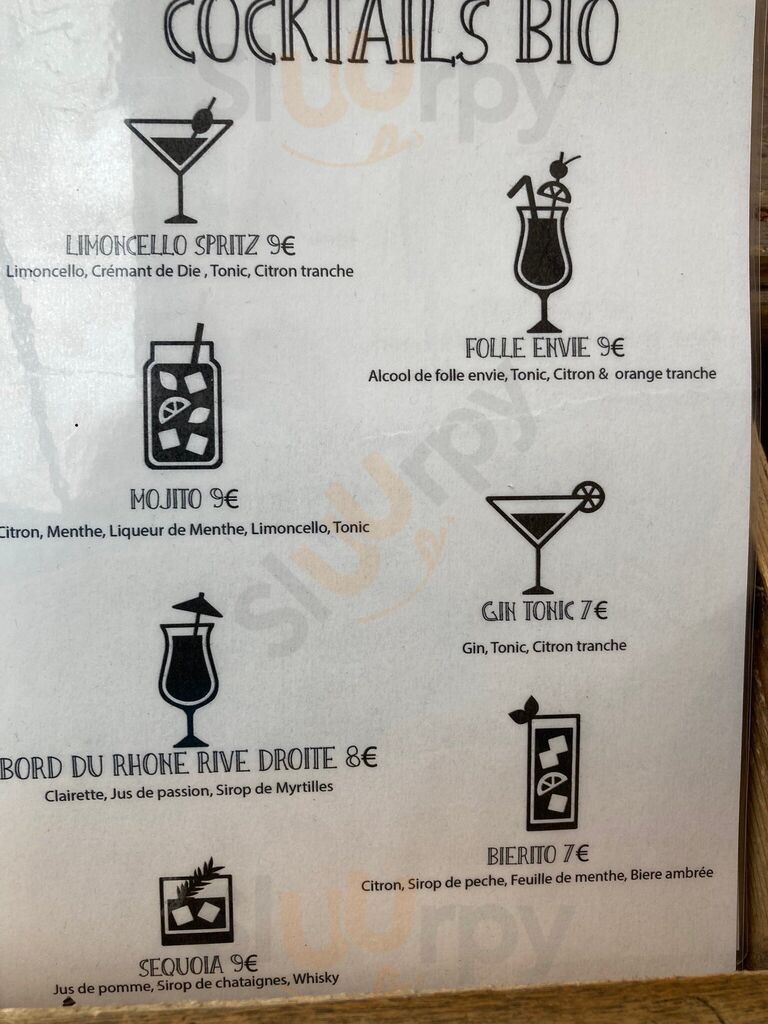 COCKTAILS BIO
LIMONCELLO SPRITZ 9€
Limoncello, Crémant de Die , Tonic, Citron tranche
FOLLE ENVIE 9€
Alcool de folle envie, Tonic, Citron & orange tranche
MOJITO 9€
Citron, Menthe, Liqueur de Menthe, Limoncello, Tonic
GIN TONIC 7€
Gin, Tonic, Citron tranche
BORD DU RHONE RIVE DROITE 8€
Clairette, Jus de passion, Sirop de Myrtilles
BIERITO 7€
Citron, Sirop de peche, Feuille de menthe, Biere ambrée
SEQUOIA 9€
Jus de pomme, Sirop de chataignes, Whisky
sluurpy
sluurpy
sluurpy